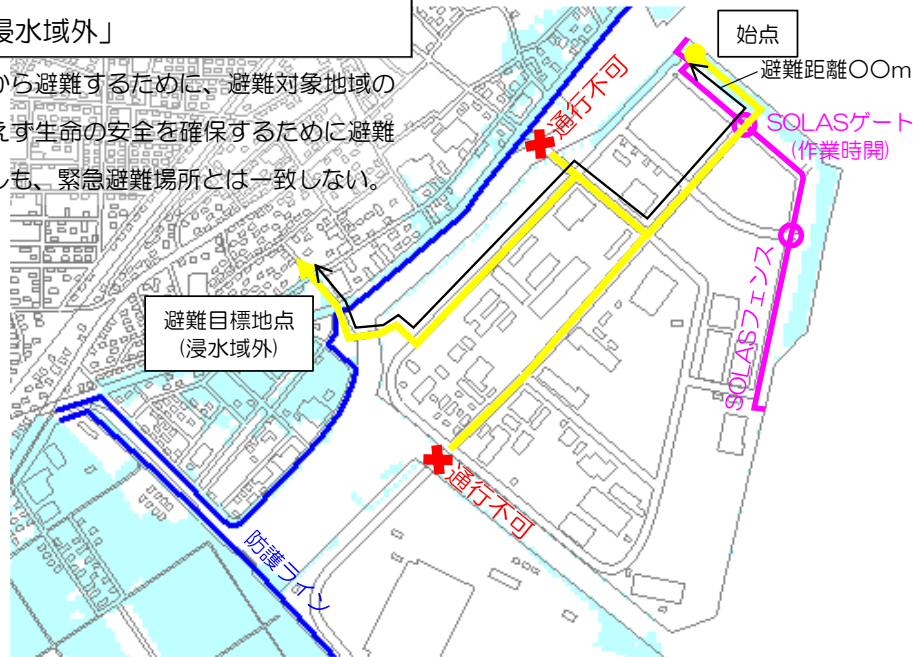 浸水域外」
から避難するために、避難対象地域の
えず生命の安全を確保するために避難
しも、緊急避難場所とは一致しない。
始点
避難距離〇〇m
通行不可
SOLASゲート
(作業時開)
SOLASフェンス
避難目標地点
(浸水域外)
通行不可
防護ライン